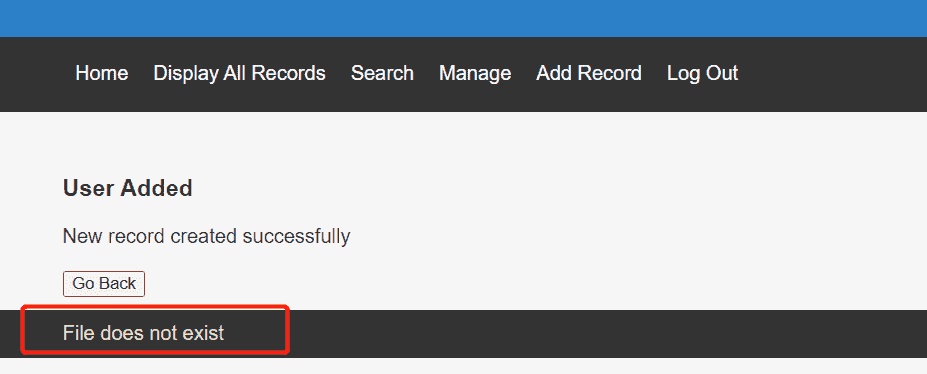 Home Display All Records Search Manage Add Record Log Out
User Added
New record created successfully
Go Back
File does not exist